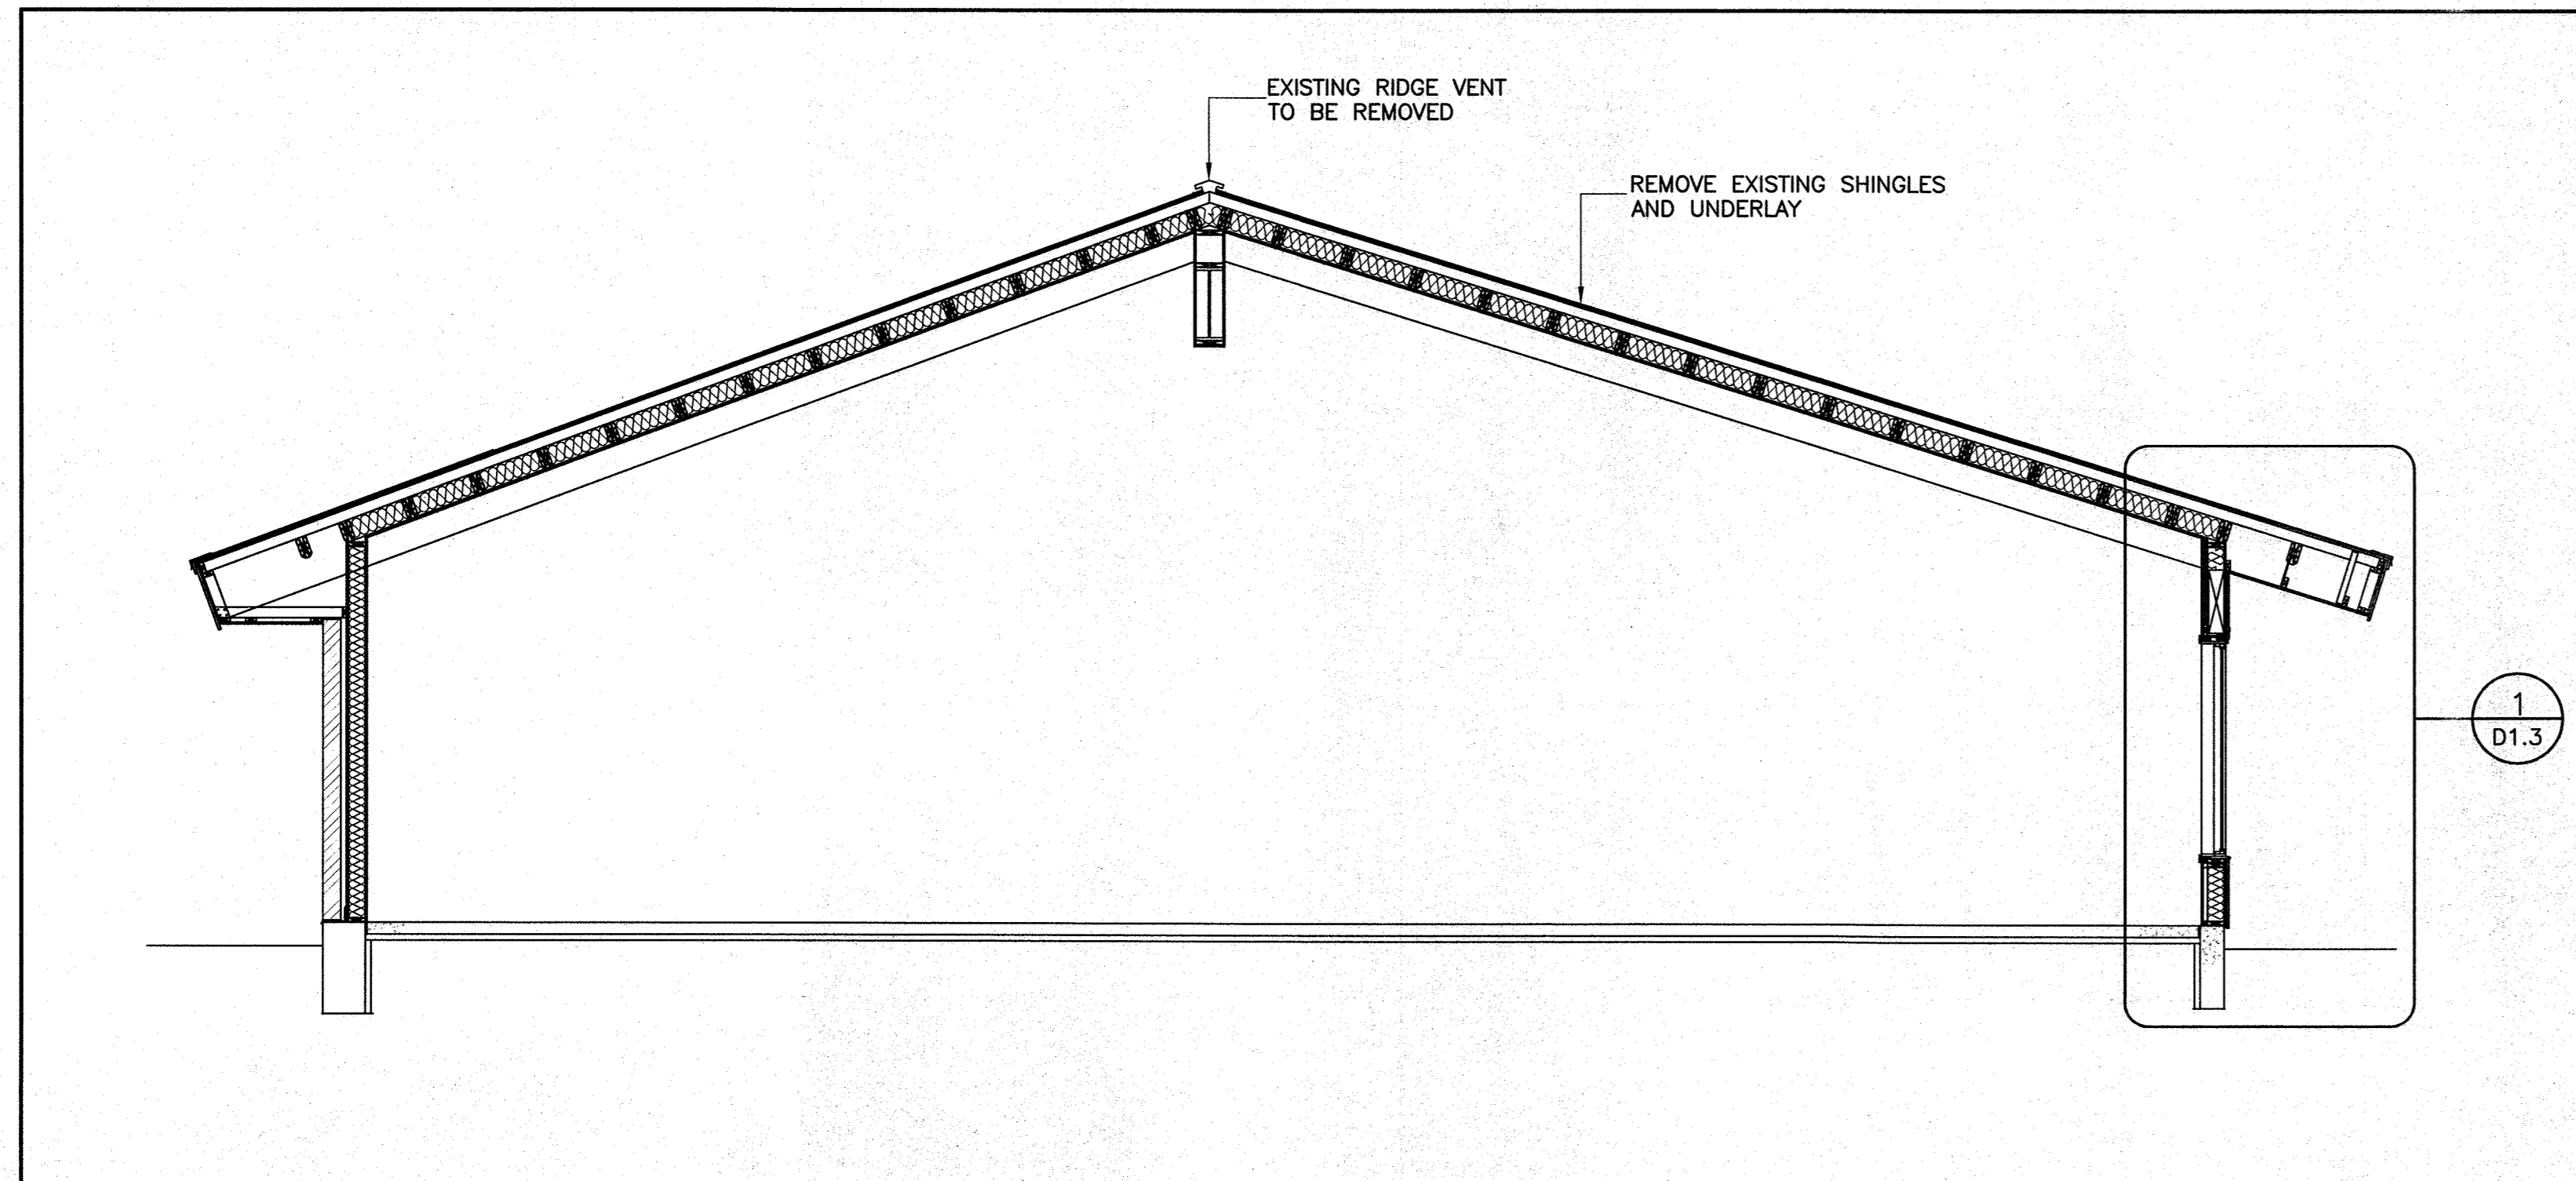 EXISTING RIDGE VENT
TO BE REMOVED
REMOVE EXISTING SHINGLES
AND UNDERLAY
1
D1.3